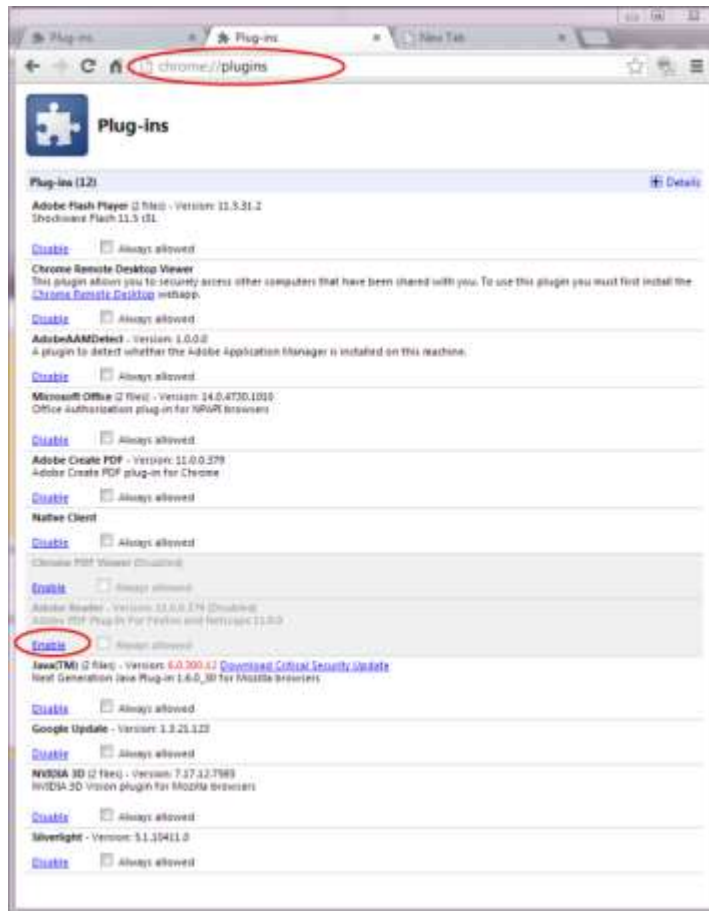 Plug-ins
Plug-ins
New Tab
chrome://plugins
Plug-ins
Plug-ins (12)
Details
Adobe Flash Player (2 files) - Version: 11.5.31.2
Shockwave Flash 11.5 r31
Disable Always allowed
Chrome Remote Desktop Viewer
This plugin allows you to securely access other computers that have been shared with you. To use this plugin you must first install the
Chrome Remote Desktop webapp.
Disable Always allowed
AdobeAAMDetect - Version: 1.0.0.0
A plugin to detect whether the Adobe Application Manager is installed on this machine.
Disable Always allowed
Microsoft Office (2 files) - Version: 14.0.4730.1010
Office Authorization plug-in for NPAPI browsers
Disable Always allowed
Adobe Create PDF - Version: 11.0.0.379
Adobe Create PDF plug-in for Chrome
Disable Always allowed
Native Client
Disable Always allowed
Chrome PDF Viewer (Disabled)
Enable Always allowed
Adobe Reader - Version: 11.0.0.379 (Disabled)
Adobe PDF Plug-In For Firefox and Netscape 11.0.0
Enable Always allowed
Java(TM) (2 files) - Version: 6.0.300.12 Download Critical Security Update
Next Generation Java Plug-in 1.6.0_30 for Mozilla browsers
Disable Always allowed
Google Update - Version: 1.3.21.123
Disable Always allowed
NVIDIA 3D (2 files) - Version: 7.17.12.7565
NVIDIA 3D Vision plugin for Mozilla browsers
Disable Always allowed
Silverlight - Version: 5.1.10411.0
Disable Always allowed